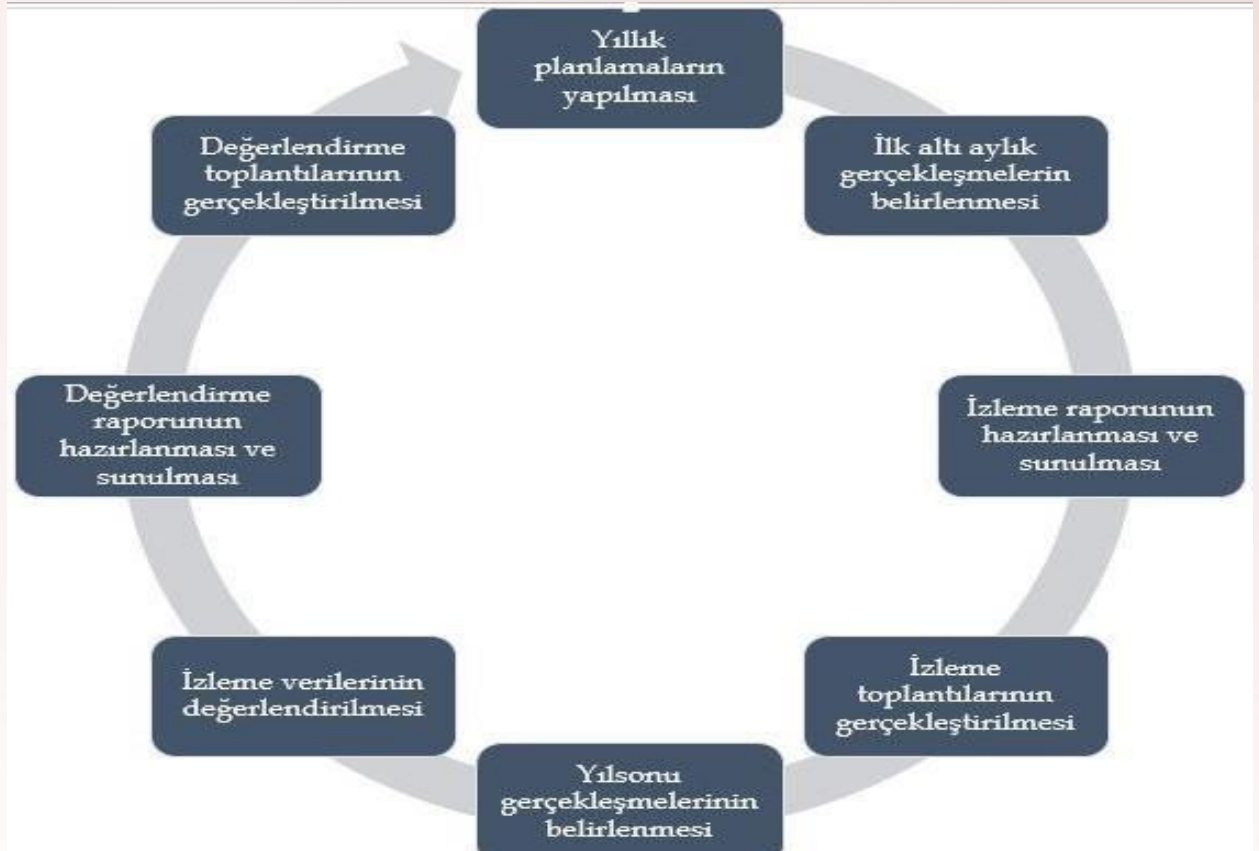 Yıllık
planlamaların
yapılması
İlk altı aylık
gerçekleşmelerin
belirlenmesi
İzleme raporunun
hazırlanması ve
sunulması
İzleme
toplantılarının
gerçekleştirilmesi
Yılsonu
gerçekleşmelerinin
belirlenmesi
İzleme verilerinin
değerlendirilmesi
Değerlendirme
raporunun
hazırlanması ve
sunulması
Değerlendirme
toplantılarının
gerçekleştirilmesi